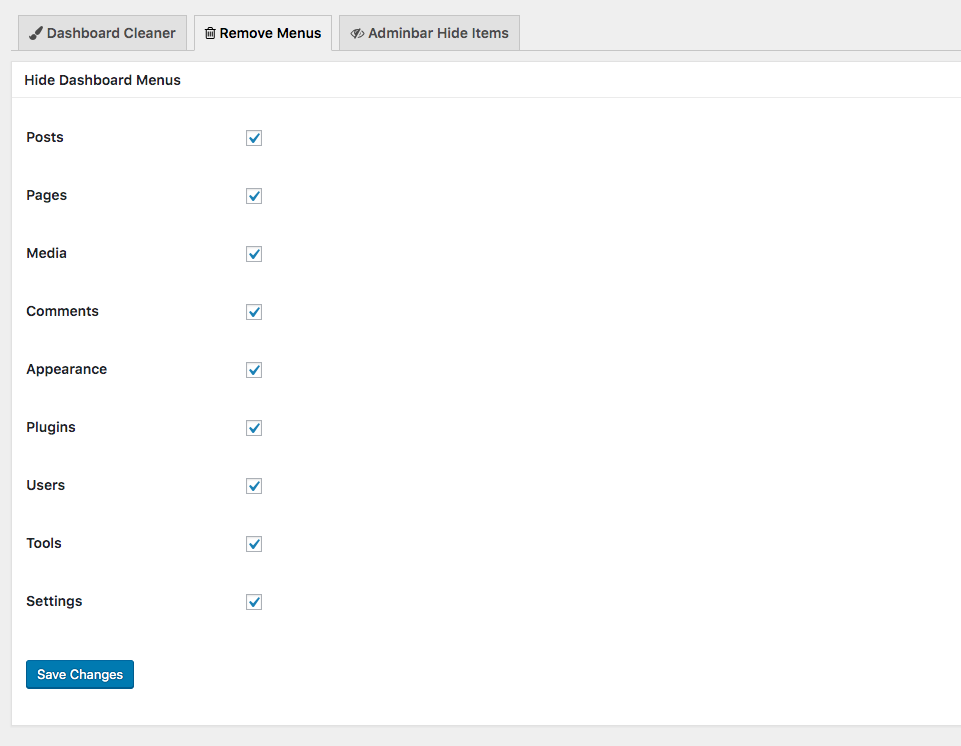 Dashboard Cleaner Remove Menus Adminbar Hide Items
Hide Dashboard Menus
Posts
Pages
Media
Comments
Appearance
Plugins
Users
Tools
Settings
Save Changes